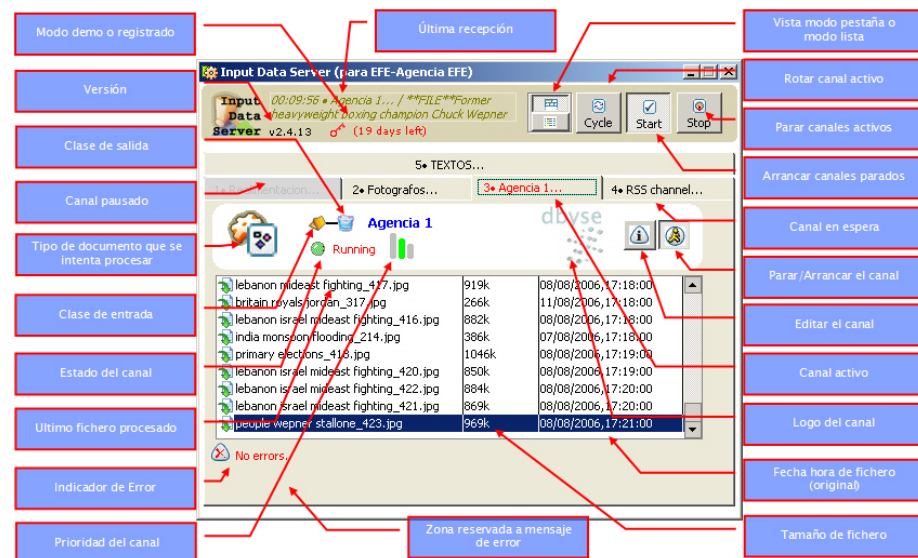 Modo demo o registrado
Última recepción
Vista modo pestaña o
modo lista
Versión
Rotar canal activo
Clase de salida
Parar canales activos
Canal pausado
Arrancar canales parados
Tipo de documento que se
intenta procesar
Canal en espera
Clase de entrada
Parar/Arrancar el canal
Estado del canal
Editar el canal
Ultimo fichero procesado
Canal activo
Indicador de Error
Logo del canal
Prioridad del canal
Fecha hora de fichero
(original)
Zona reservada a mensaje
de error
Tamaño de fichero
Input Data Server (para EFE-Agencia EFE)
Input
Data
Server v2.4.13
00:09:56 • Agencia 1... / **FILE**Former
heavyweight boxing champion Chuck Wepner
(19 days left)
Cycle
Start
Stop
5• TEXTOS...
2• Fotografos...
3• Agencia 1...
4• RSS channel...
Agencia 1
Running
dbyse
lebanon mideast fighting_417.jpg 919k 08/08/2006,17:18:00
britain royals jordan_317.jpg 266k 11/08/2006,17:18:00
lebanon israel mideast fighting_416.jpg 882k 08/08/2006,17:18:00
india monsoon flooding_214.jpg 386k 07/08/2006,17:18:00
primary elections_418.jpg 1046k 08/08/2006,17:19:00
lebanon israel mideast fighting_420.jpg 850k 08/08/2006,17:19:00
lebanon israel mideast fighting_422.jpg 884k 08/08/2006,17:20:00
lebanon israel mideast fighting_421.jpg 869k 08/08/2006,17:20:00
people wepner stallone_423.jpg 969k 08/08/2006,17:21:00
No errors.